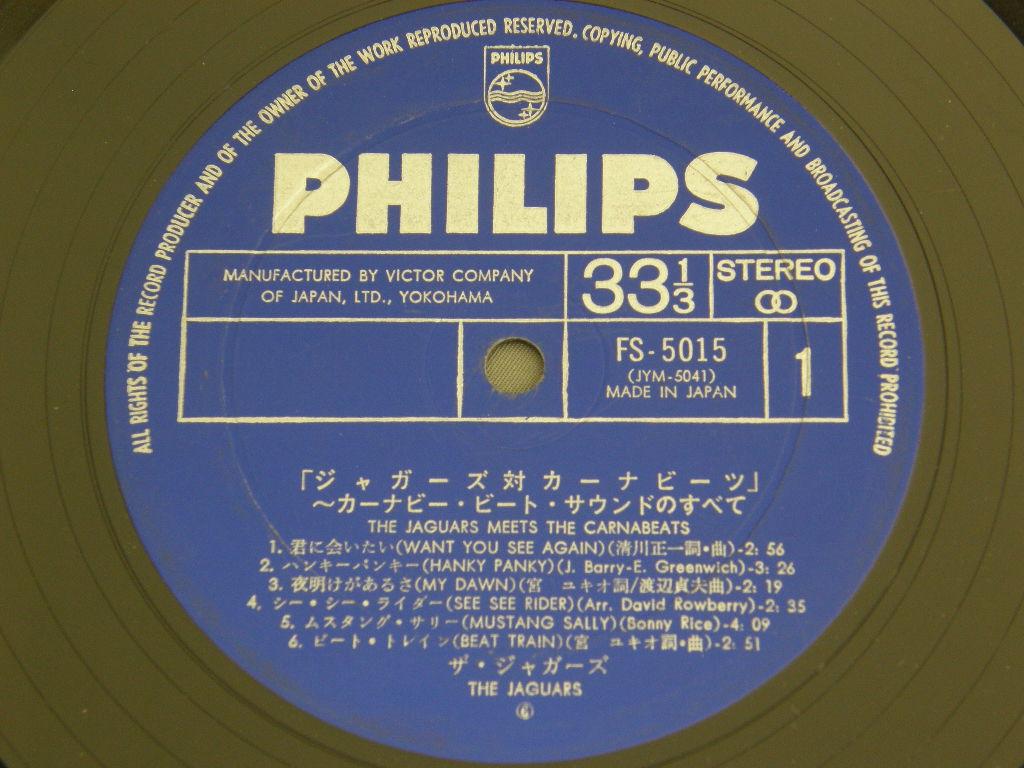 ALL RIGHTS OF THE RECORD PRODUCER AND OF THE OWNER OF THE WORK REPRODUCED RESERVED. COPYING, PUBLIC PERFORMANCE AND BROADCASTING OF THIS RECORD PROHIBITED
PHILIPS
PHILIPS
MANUFACTURED BY VICTOR COMPANY
OF JAPAN, LTD., YOKOHAMA
33 1/3
STEREO
FS-5015
(JYM-5041)
MADE IN JAPAN
1
「ジャガーズ対カーナビーツ」
～カーナビー・ビート・サウンドのすべて
THE JAGUARS MEETS THE CARNABEATS
1. 君に会いたい(WANT YOU SEE AGAIN)(清川正一詞・曲)-2: 56
2. ハンキーパンキー(HANKY PANKY)(J. Barry-E. Greenwich)-3: 26
3. 夜明けがあるさ(MY DAWN)(宮 ユキオ詞/渡辺貞夫曲)-2: 19
4. シー・シー・ライダー(SEE SEE RIDER)(Arr. David Rowberry)-2: 35
5. ムスタング・サリー(MUSTANG SALLY)(Bonny Rice)-4: 09
6. ビート・トレイン(BEAT TRAIN)(宮 ユキオ詞・曲)-2: 51
ザ・ジャガーズ
THE JAGUARS